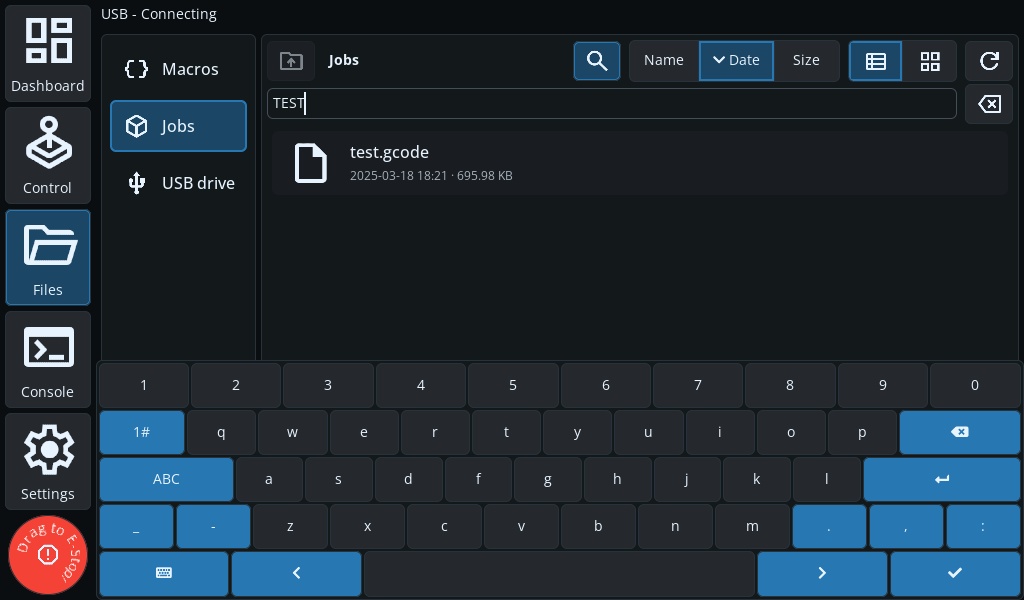 USB - Connecting
Dashboard
Control
Files
Console
Settings
Drag to E-Stop!
Macros
Jobs
USB drive
Jobs
Name
Date
Size
TEST
test.gcode
2025-03-18 18:21 · 695.98 KB
1 2 3 4 5 6 7 8 9 0
1# q w e r t y u i o p
ABC a s d f g h j k l
_ - z x c v b n m . , :